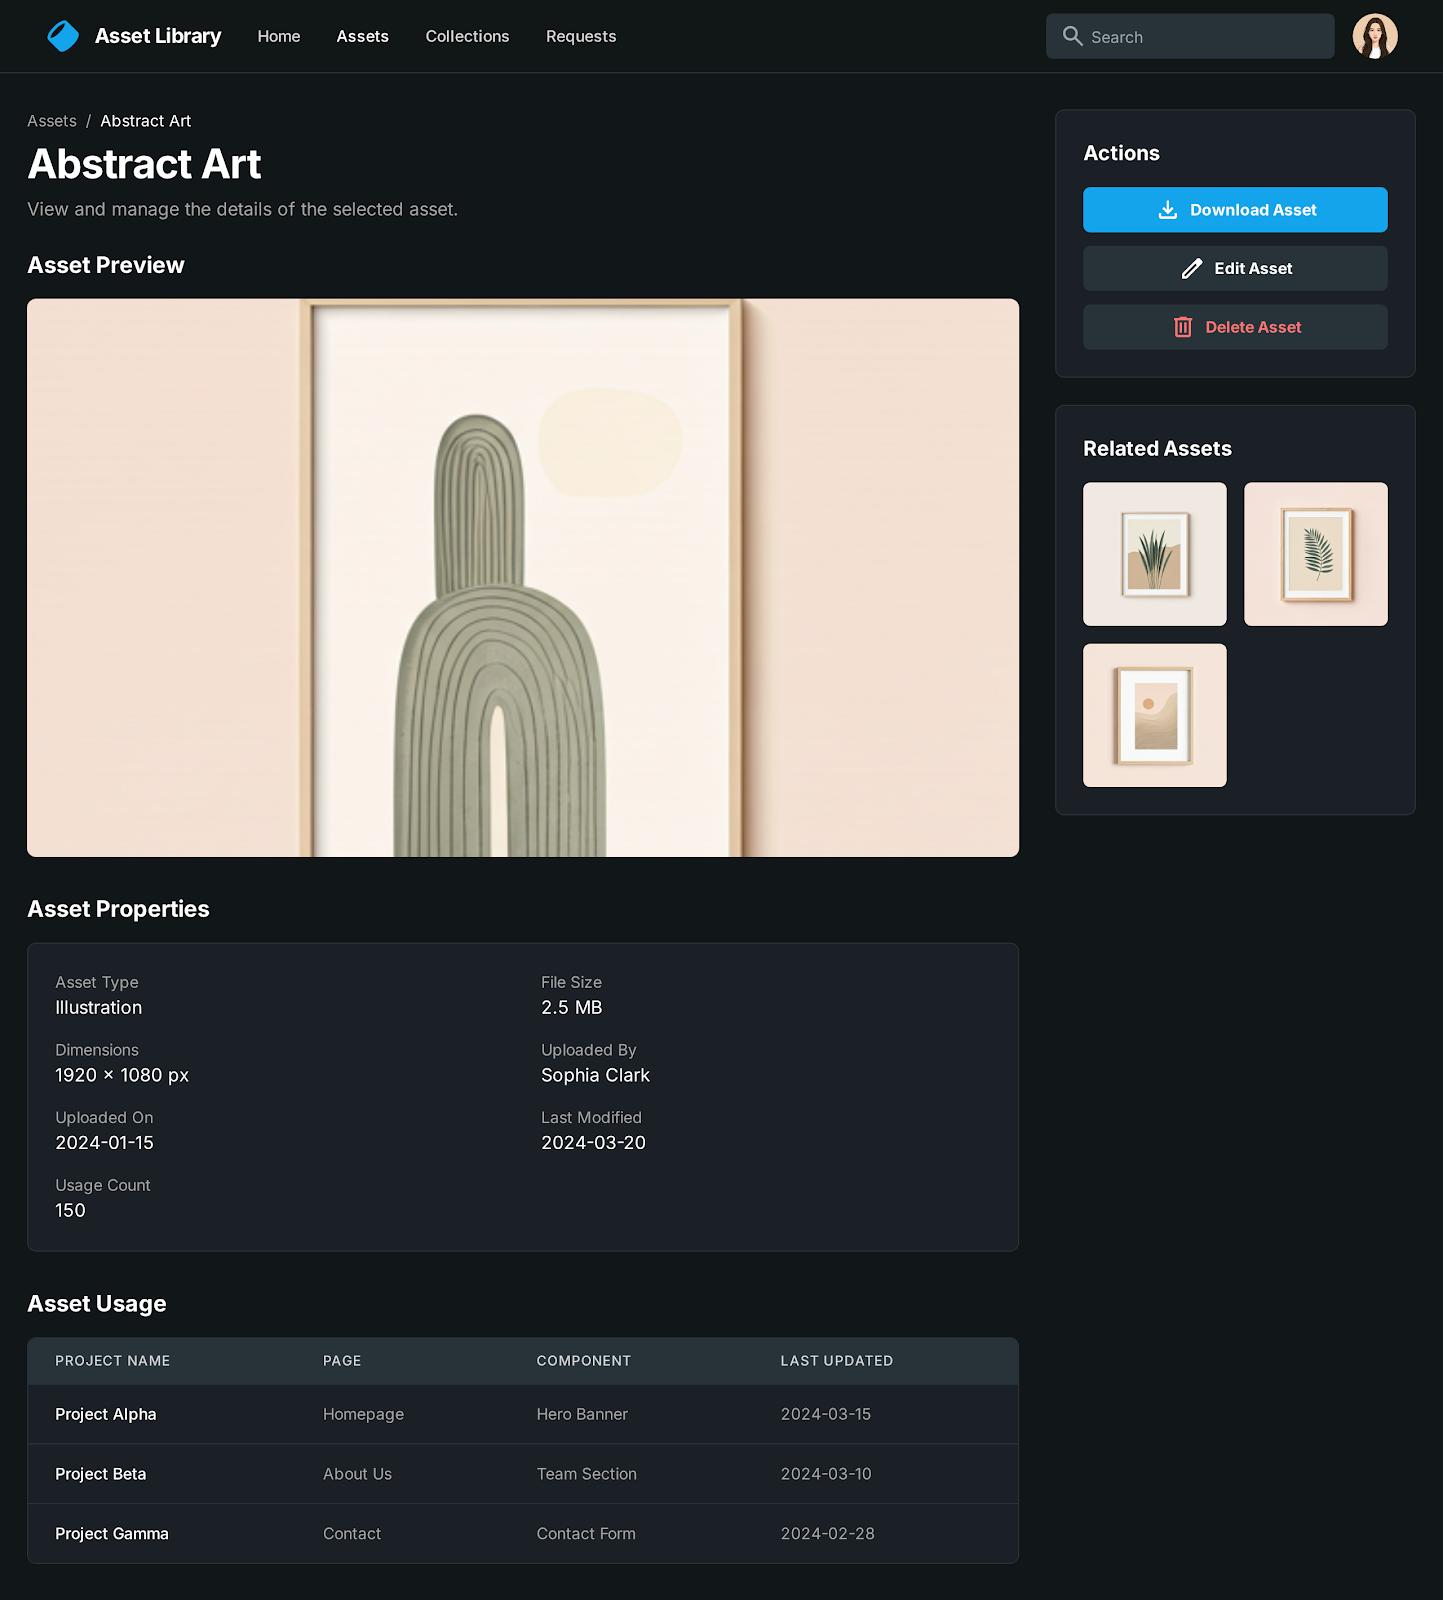 Asset Library
Home
Assets
Collections
Requests
Search
Assets / Abstract Art
Abstract Art
View and manage the details of the selected asset.
Asset Preview
Asset Properties
Asset Type
Illustration
File Size
2.5 MB
Dimensions
1920 × 1080 px
Uploaded By
Sophia Clark
Uploaded On
2024-01-15
Last Modified
2024-03-20
Usage Count
150
Asset Usage
PROJECT NAME PAGE COMPONENT LAST UPDATED
Project Alpha Homepage Hero Banner 2024-03-15
Project Beta About Us Team Section 2024-03-10
Project Gamma Contact Contact Form 2024-02-28
Actions
Download Asset
Edit Asset
Delete Asset
Related Assets